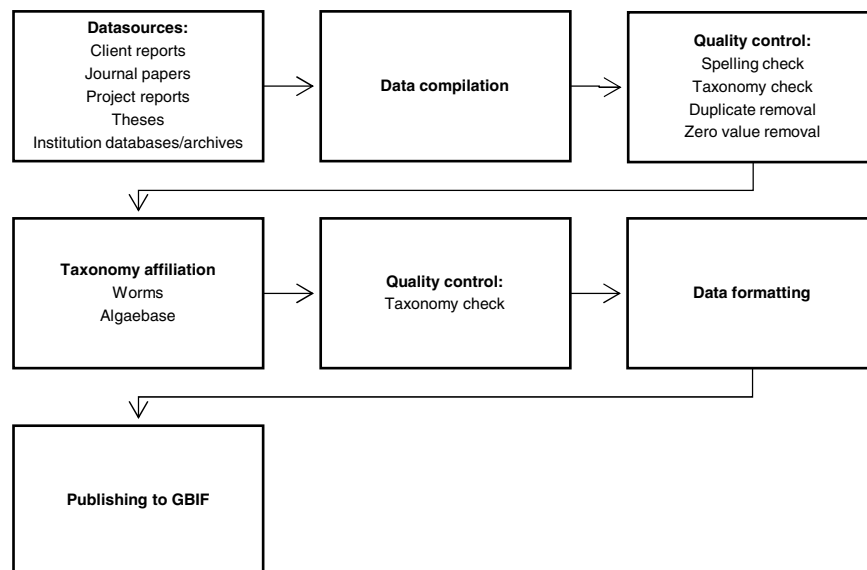 Datasources:
Client reports
Journal papers
Project reports
Theses
Institution databases/archives
Data compilation
Quality control:
Spelling check
Taxonomy check
Duplicate removal
Zero value removal
Taxonomy affiliation
Worms
Algaebase
Quality control:
Taxonomy check
Data formatting
Publishing to GBIF